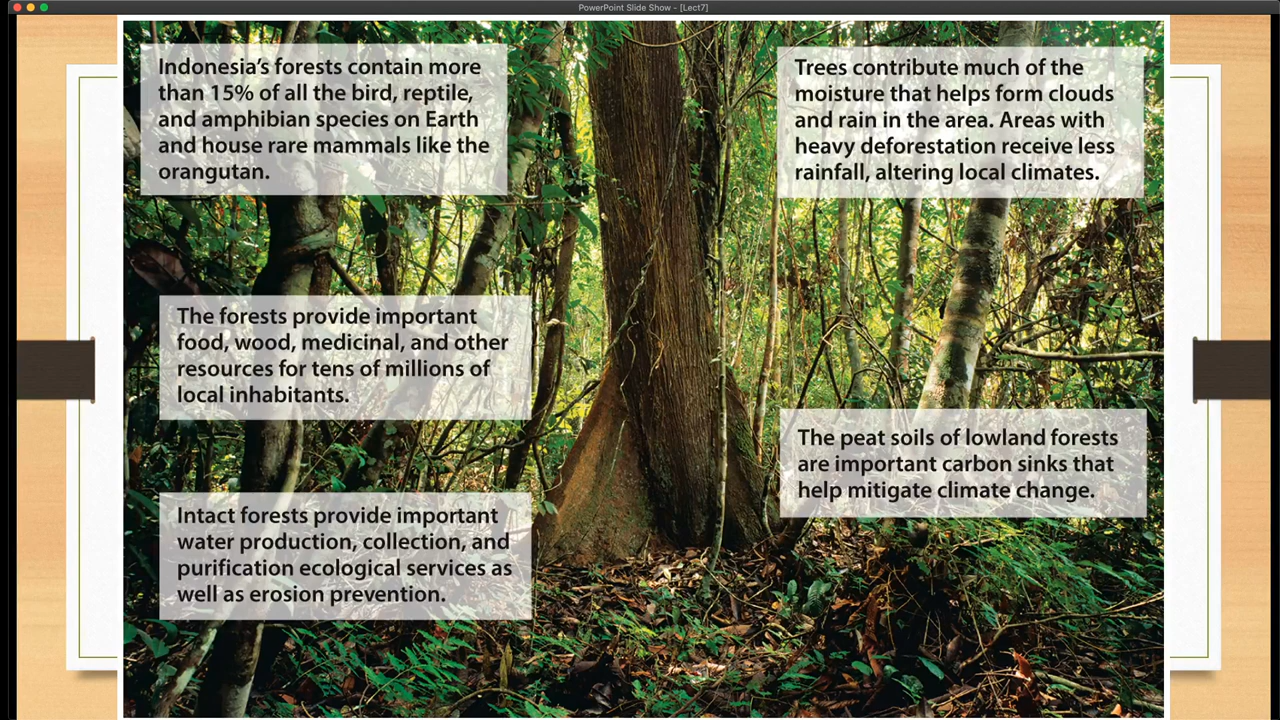 PowerPoint Slide Show - [Lect7]
Indonesia’s forests contain more
than 15% of all the bird, reptile,
and amphibian species on Earth
and house rare mammals like the
orangutan.
The forests provide important
food, wood, medicinal, and other
resources for tens of millions of
local inhabitants.
Intact forests provide important
water production, collection, and
purification ecological services as
well as erosion prevention.
Trees contribute much of the
moisture that helps form clouds
and rain in the area. Areas with
heavy deforestation receive less
rainfall, altering local climates.
The peat soils of lowland forests
are important carbon sinks that
help mitigate climate change.